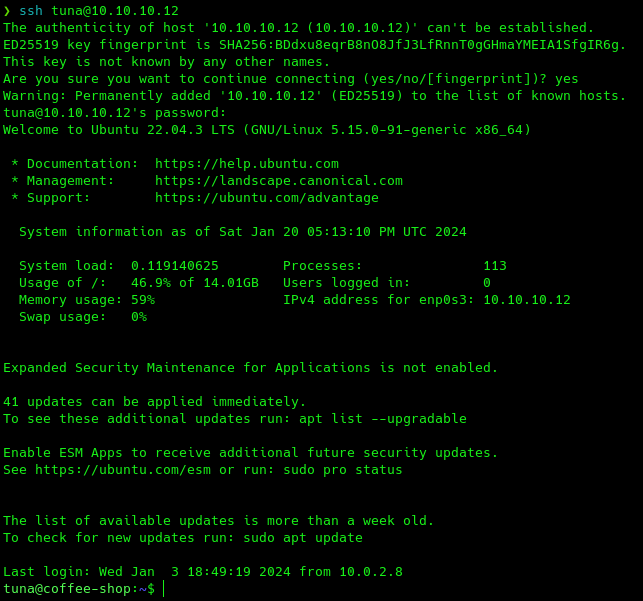 ❯ ssh tuna@10.10.10.12
The authenticity of host '10.10.10.12 (10.10.10.12)' can't be established.
ED25519 key fingerprint is SHA256:BDdxu8eqrB8nO8JfJ3LfRnnT0gGHmaYMEIA1SfgIR6g.
This key is not known by any other names.
Are you sure you want to continue connecting (yes/no/[fingerprint])? yes
Warning: Permanently added '10.10.10.12' (ED25519) to the list of known hosts.
tuna@10.10.10.12's password:
Welcome to Ubuntu 22.04.3 LTS (GNU/Linux 5.15.0-91-generic x86_64)
* Documentation:  https://help.ubuntu.com
* Management:     https://landscape.canonical.com
* Support:        https://ubuntu.com/advantage
System information as of Sat Jan 20 05:13:10 PM UTC 2024
System load:  0.119140625        Processes:               113
Usage of /:   46.9% of 14.01GB   Users logged in:         0
Memory usage: 59%                IPv4 address for enp0s3: 10.10.10.12
Swap usage:   0%
Expanded Security Maintenance for Applications is not enabled.
41 updates can be applied immediately.
To see these additional updates run: apt list --upgradable
Enable ESM Apps to receive additional future security updates.
See https://ubuntu.com/esm or run: sudo pro status
The list of available updates is more than a week old.
To check for new updates run: sudo apt update
Last login: Wed Jan  3 18:49:19 2024 from 10.0.2.8
tuna@coffee-shop:~$